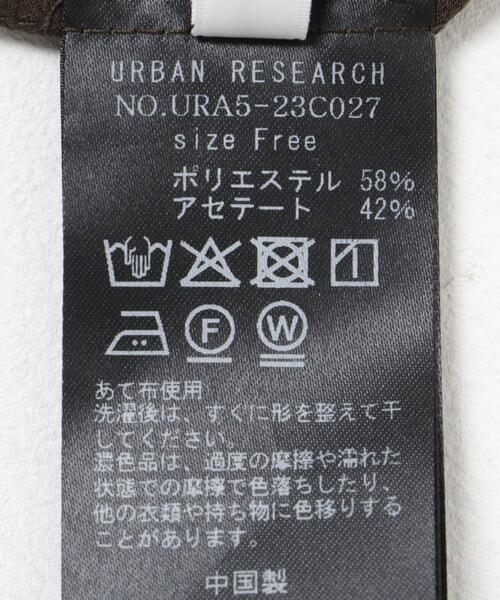 URBAN RESEARCH
NO.URA5-23C027
size Free
ポリエステル 58%
アセテート 42%
F
W
あて布使用
洗濯後は、すぐに形を整えて干
してください。
濃色品は、過度の摩擦や濡れた
状態での摩擦で色落ちしたり、
他の衣類や持ち物に色移りする
ことがあります。
中国製